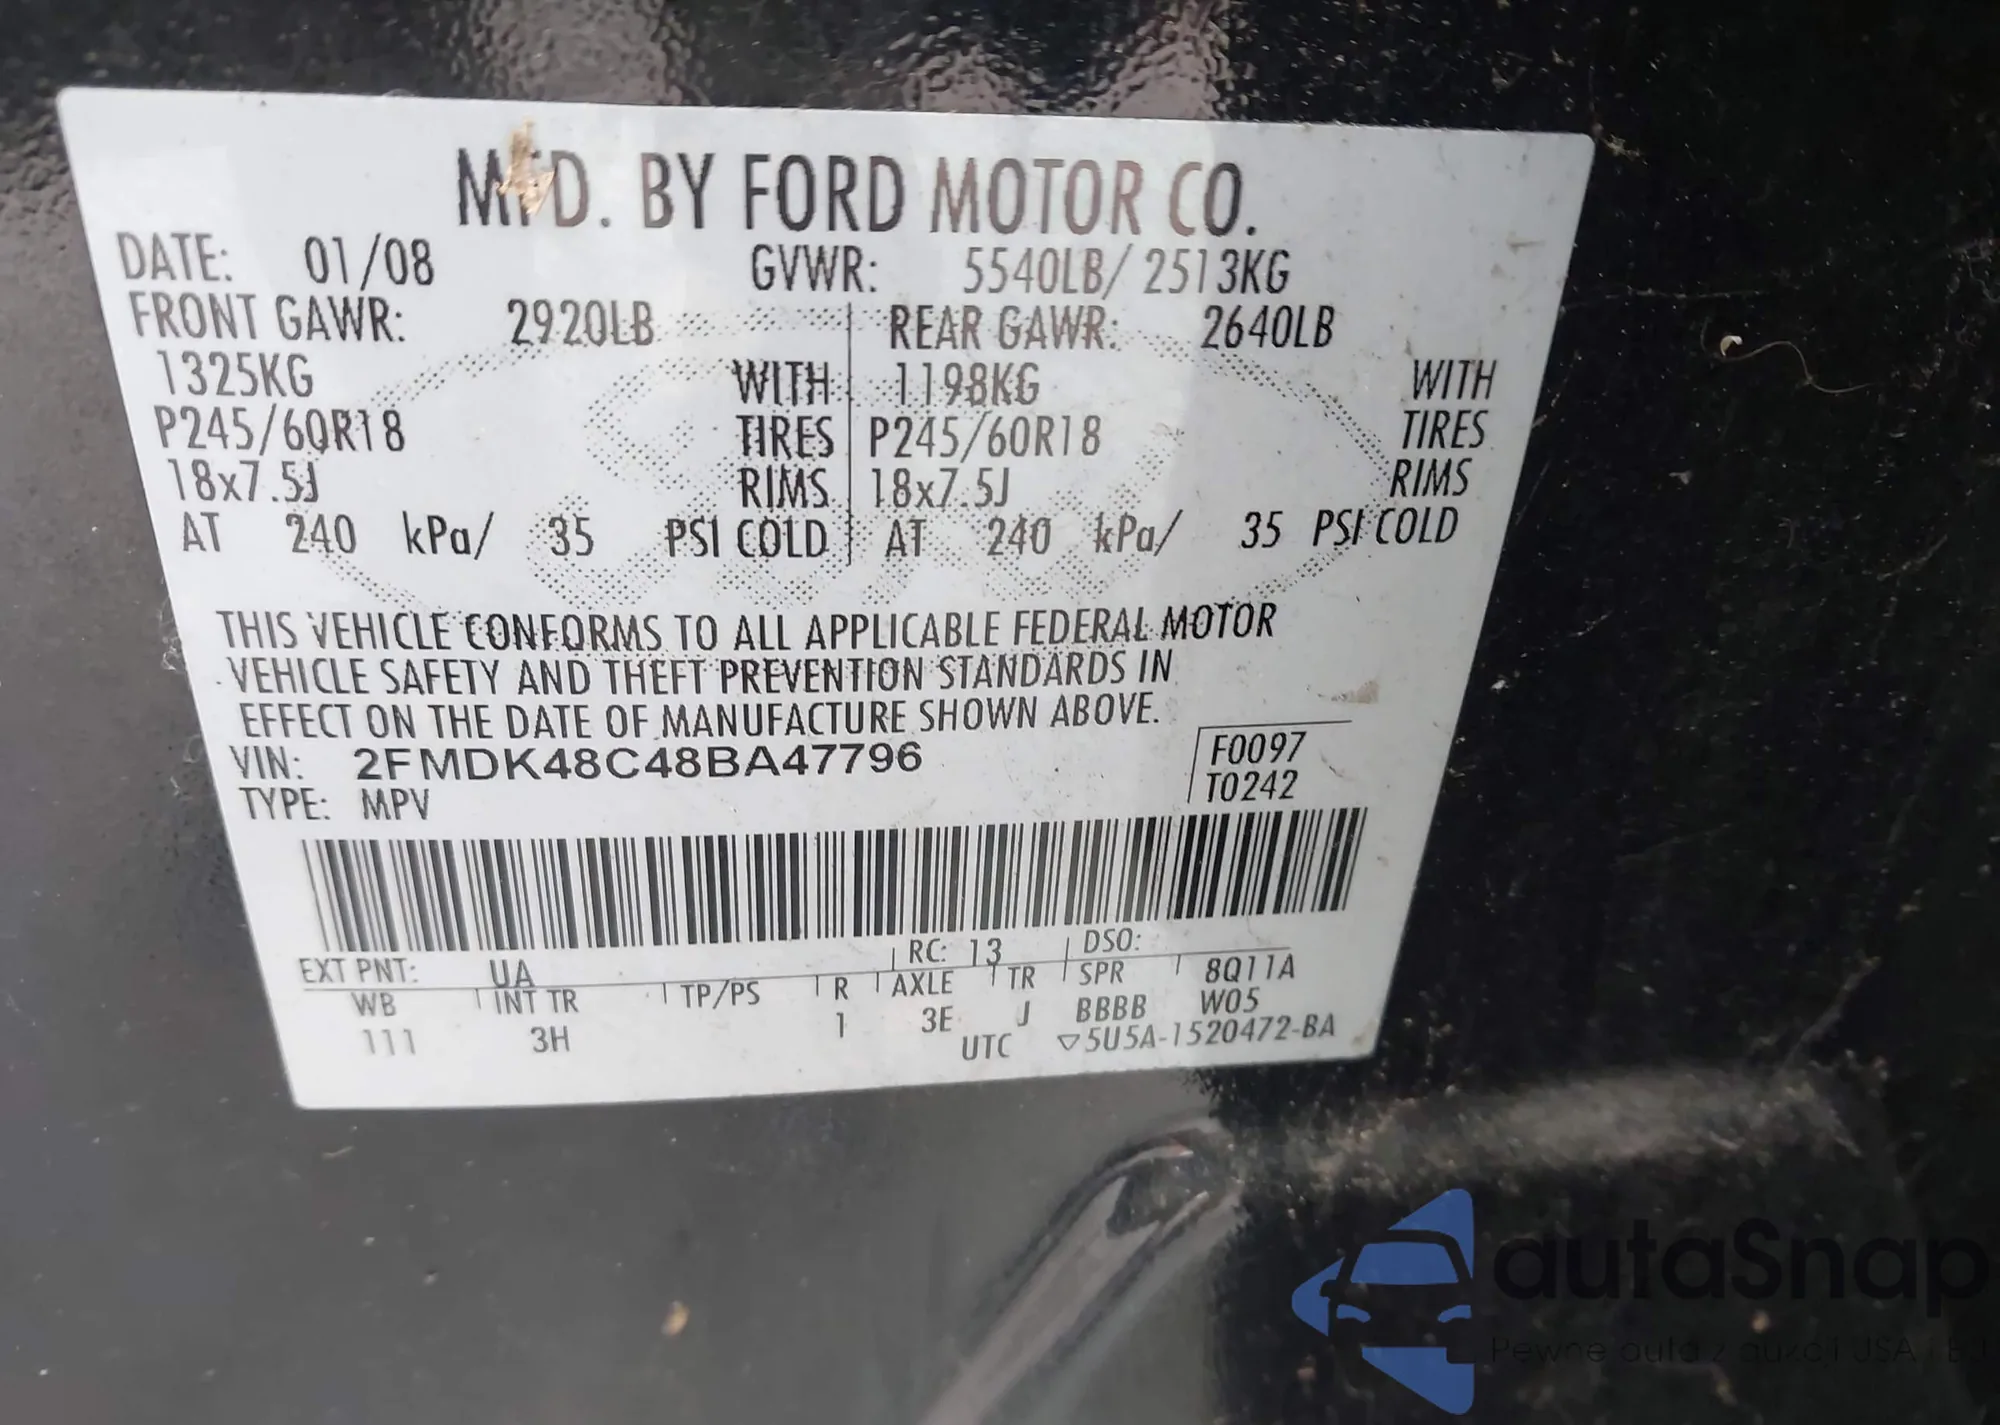 MFD. BY FORD MOTOR CO.
DATE: 01/08 GVWR: 5540LB/ 2513KG
FRONT GAWR: 2920LB REAR GAWR: 2640LB
1325KG WITH 1198KG WITH
P245/60R18 TIRES P245/60R18 TIRES
18x7.5J RIMS 18x7.5J RIMS
AT 240 kPa/ 35 PSI COLD AT 240 kPa/ 35 PSI COLD
THIS VEHICLE CONFORMS TO ALL APPLICABLE FEDERAL MOTOR
VEHICLE SAFETY AND THEFT PREVENTION STANDARDS IN
EFFECT ON THE DATE OF MANUFACTURE SHOWN ABOVE.
VIN: 2FMDK48C48BA47796 F0097
TYPE: MPV T0242
EXT PNT: UA RC: 13 DSO:
WB INT TR TP/PS R AXLE TR SPR 8Q11A
111 3H 1 3E J BBBB W05
UTC ▽5U5A-1520472-BA
autaSnap
Pewne auta z aukcji USA i EU